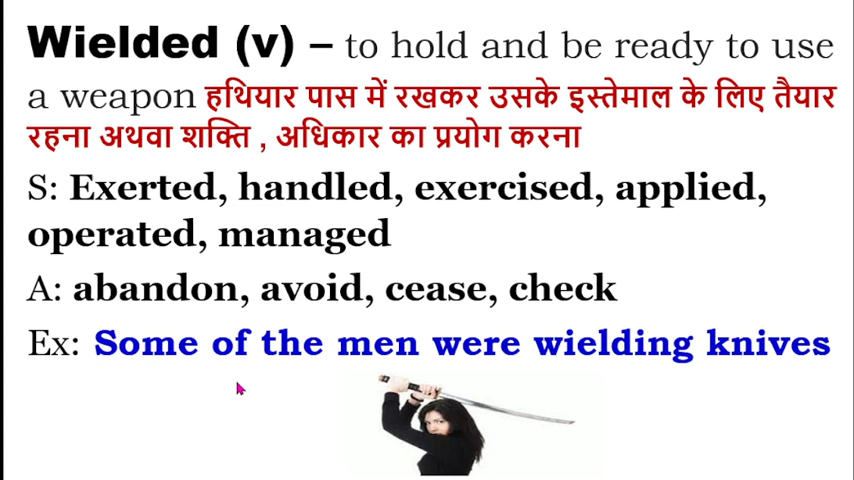 Wielded (v) – to hold and be ready to use
a weapon हथियार पास में रखकर उसके इस्तेमाल के लिए तैयार
रहना अथवा शक्ति , अधिकार का प्रयोग करना
S: Exerted, handled, exercised, applied,
operated, managed
A: abandon, avoid, cease, check
Ex: Some of the men were wielding knives